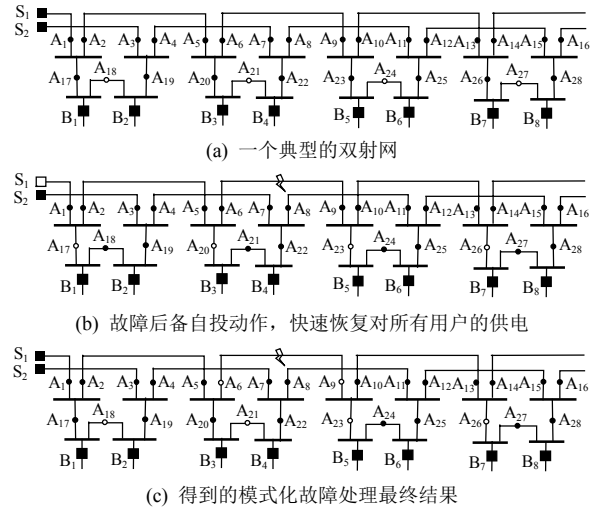 S₁
S₂
A₁ A₂ A₃ A₄ A₅ A₆ A₇ A₈ A₉ A₁₀ A₁₁ A₁₂ A₁₃ A₁₄ A₁₅ A₁₆
A₁₇ A₁₈ A₁₉ A₂₀ A₂₁ A₂₂ A₂₃ A₂₄ A₂₅ A₂₆ A₂₇ A₂₈
B₁ B₂ B₃ B₄ B₅ B₆ B₇ B₈
(a) 一个典型的双射网
S₁
S₂
A₁ A₂ A₃ A₄ A₅ A₆ A₇ A₈ A₉ A₁₀ A₁₁ A₁₂ A₁₃ A₁₄ A₁₅ A₁₆
A₁₇ A₁₈ A₁₉ A₂₀ A₂₁ A₂₂ A₂₃ A₂₄ A₂₅ A₂₆ A₂₇ A₂₈
B₁ B₂ B₃ B₄ B₅ B₆ B₇ B₈
(b) 故障后备自投动作，快速恢复对所有用户的供电
S₁
S₂
A₁ A₂ A₃ A₄ A₅ A₆ A₇ A₈ A₉ A₁₀ A₁₁ A₁₂ A₁₃ A₁₄ A₁₅ A₁₆
A₁₇ A₁₈ A₁₉ A₂₀ A₂₁ A₂₂ A₂₃ A₂₄ A₂₅ A₂₆ A₂₇ A₂₈
B₁ B₂ B₃ B₄ B₅ B₆ B₇ B₈
(c) 得到的模式化故障处理最终结果